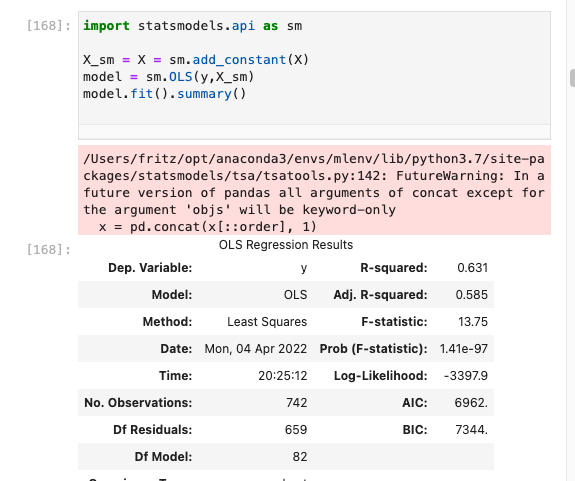 [168]: import statsmodels.api as sm
X_sm = X = sm.add_constant(X)
model = sm.OLS(y,X_sm)
model.fit().summary()
/Users/fritz/opt/anaconda3/envs/mlenv/lib/python3.7/site-pa
ckages/statsmodels/tsa/tsatools.py:142: FutureWarning: In a
future version of pandas all arguments of concat except for
the argument 'objs' will be keyword-only
x = pd.concat(x[::order], 1)
[168]: OLS Regression Results
Dep. Variable: y R-squared: 0.631
Model: OLS Adj. R-squared: 0.585
Method: Least Squares F-statistic: 13.75
Date: Mon, 04 Apr 2022 Prob (F-statistic): 1.41e-97
Time: 20:25:12 Log-Likelihood: -3397.9
No. Observations: 742 AIC: 6962.
Df Residuals: 659 BIC: 7344.
Df Model: 82